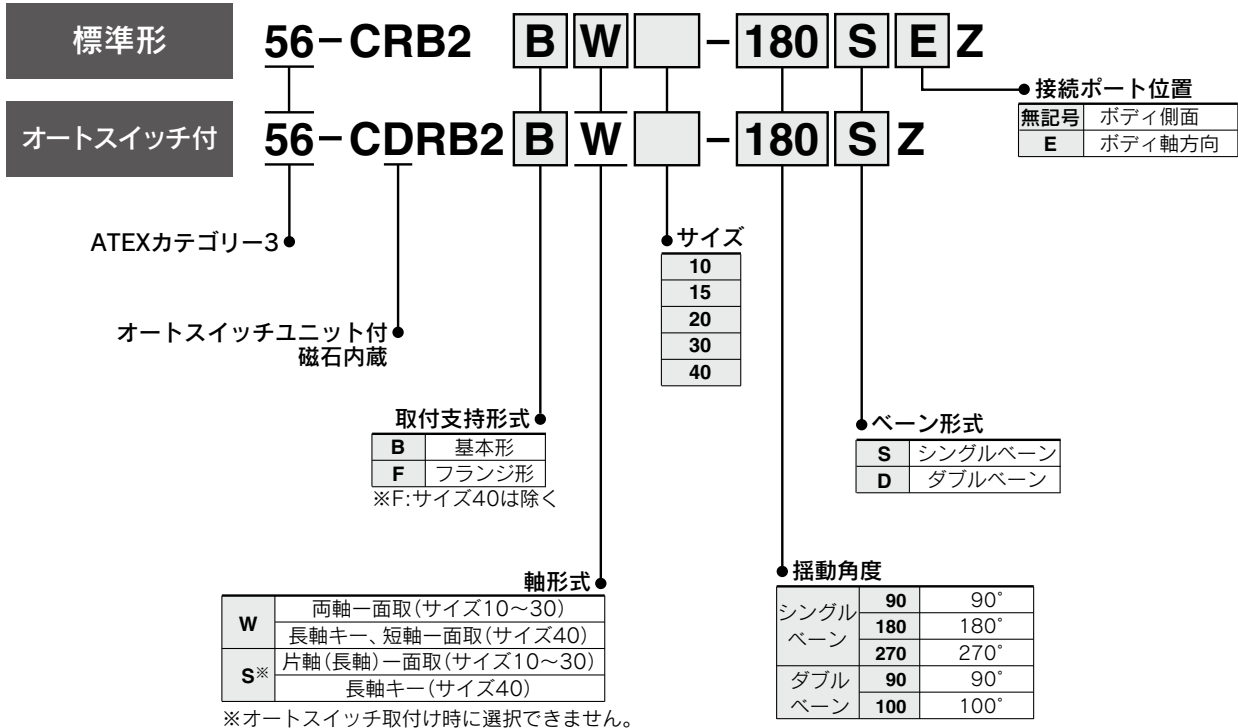 標準形
56-CRB2 B W -180 S E Z
接続ポート位置
無記号 ボディ側面
E ボディ軸方向
オートスイッチ付
56-CDRB2 B W -180 S Z
ATEXカテゴリー3
サイズ
10
15
20
30
40
オートスイッチユニット付
磁石内蔵
取付支持形式
B 基本形
F フランジ形
※F:サイズ40は除く
ベーン形式
S シングルベーン
D ダブルベーン
軸形式
W 両軸一面取(サイズ10〜30)
長軸キー、短軸一面取(サイズ40)
S※ 片軸(長軸)一面取(サイズ10〜30)
長軸キー(サイズ40)
※オートスイッチ取付け時に選択できません。
揺動角度
シングル
ベーン
90 90°
180 180°
270 270°
ダブル
ベーン
90 90°
100 100°